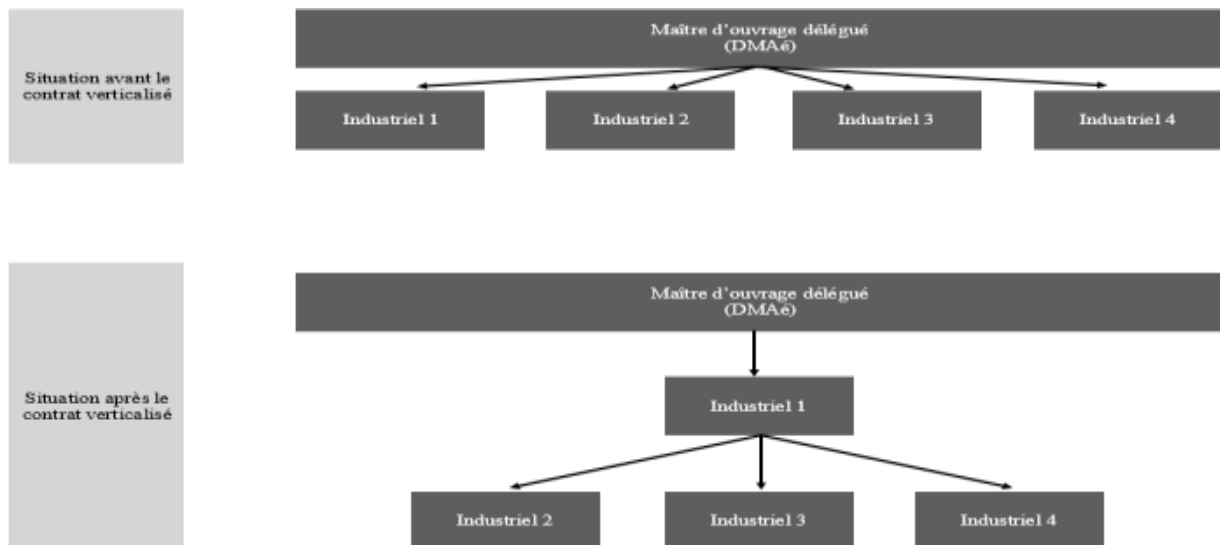 Situation avant le
contrat verticalisé
Maître d'ouvrage délégué
(DMAé)
Industriel 1
Industriel 2
Industriel 3
Industriel 4
Situation après le
contrat verticalisé
Maître d'ouvrage délégué
(DMAé)
Industriel 1
Industriel 2
Industriel 3
Industriel 4